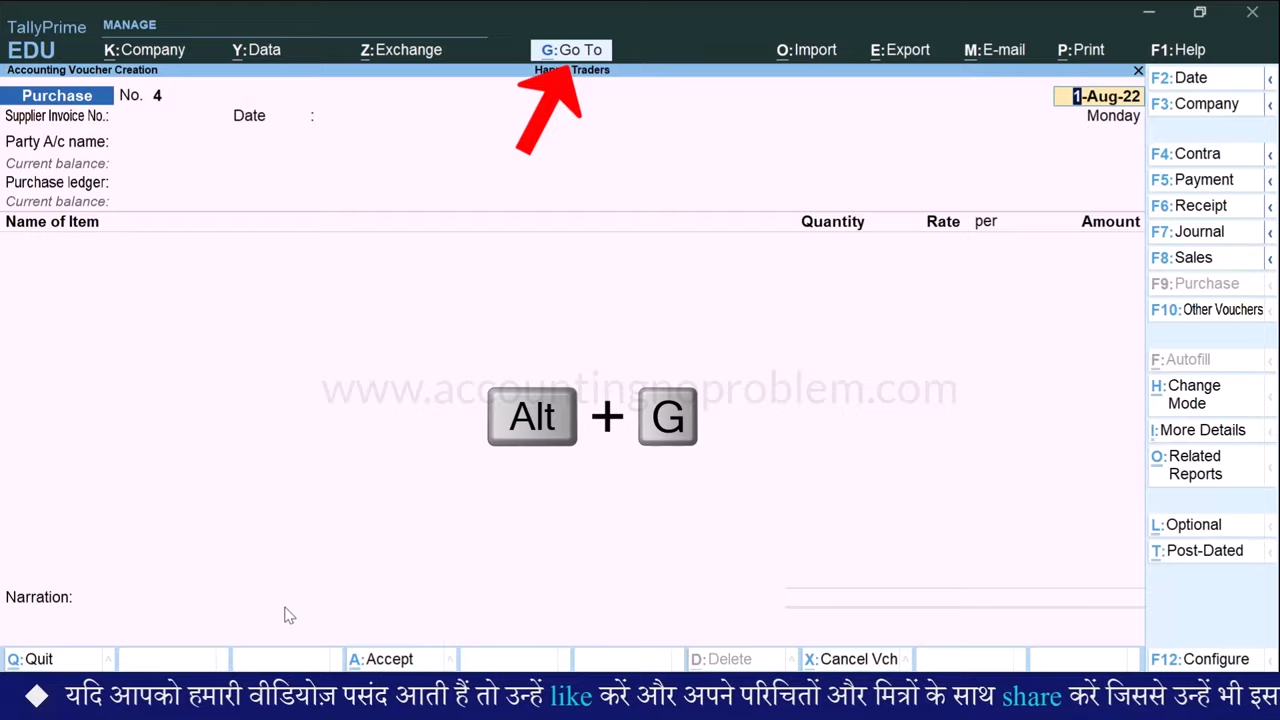 TallyPrime
EDU
MANAGE
K:Company Y:Data Z:Exchange G:Go To O:Import E:Export M:E-mail P:Print F1:Help
Accounting Voucher Creation Traders
Purchase No. 4 1-Aug-22
Supplier Invoice No.: Date : Monday
Party A/c name:
Current balance:
Purchase ledger:
Current balance:
Name of Item Quantity Rate per Amount
www.accountingnoproblem.com
Alt + G
Narration:
F2:Date
F3:Company
F4:Contra
F5:Payment
F6:Receipt
F7:Journal
F8:Sales
F9:Purchase
F10:Other Vouchers
F:Autofill
H:Change
Mode
I:More Details
O:Related
Reports
L:Optional
T:Post-Dated
Q:Quit A:Accept D:Delete X:Cancel Vch F12:Configure
यदि आपको हमारी वीडियोज़ पसंद आती हैं तो उन्हें like करें और अपने परिचितों और मित्रों के साथ share करें जिससे उन्हें भी इस